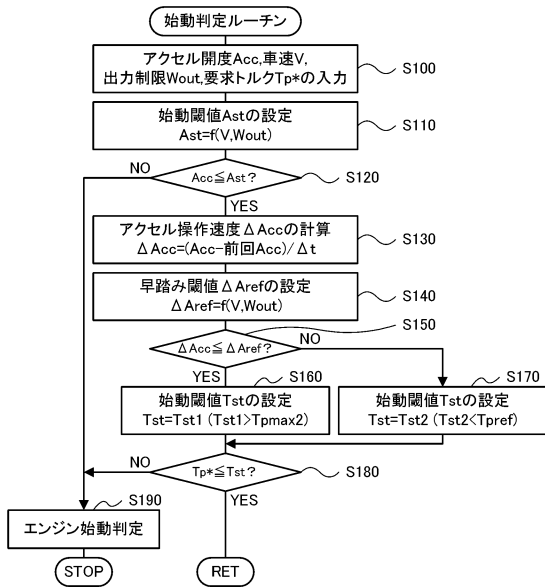 始動判定ルーチン
アクセル開度Acc,車速V,
出力制限Wout,要求トルクTp*の入力
S100
始動閾値Astの設定
Ast=f(V,Wout)
S110
Acc≦Ast?
S120
NO
YES
アクセル操作速度ΔAccの計算
ΔAcc=(Acc-前回Acc)/Δt
S130
早踏み閾値ΔArefの設定
ΔAref=f(V,Wout)
S140
S150
ΔAcc≦ΔAref?
NO
YES
S160
始動閾値Tstの設定
Tst=Tst1 (Tst1>Tpmax2)
S170
始動閾値Tstの設定
Tst=Tst2 (Tst2<Tpref)
NO
Tp*≦Tst?
S180
YES
S190
エンジン始動判定
STOP
RET